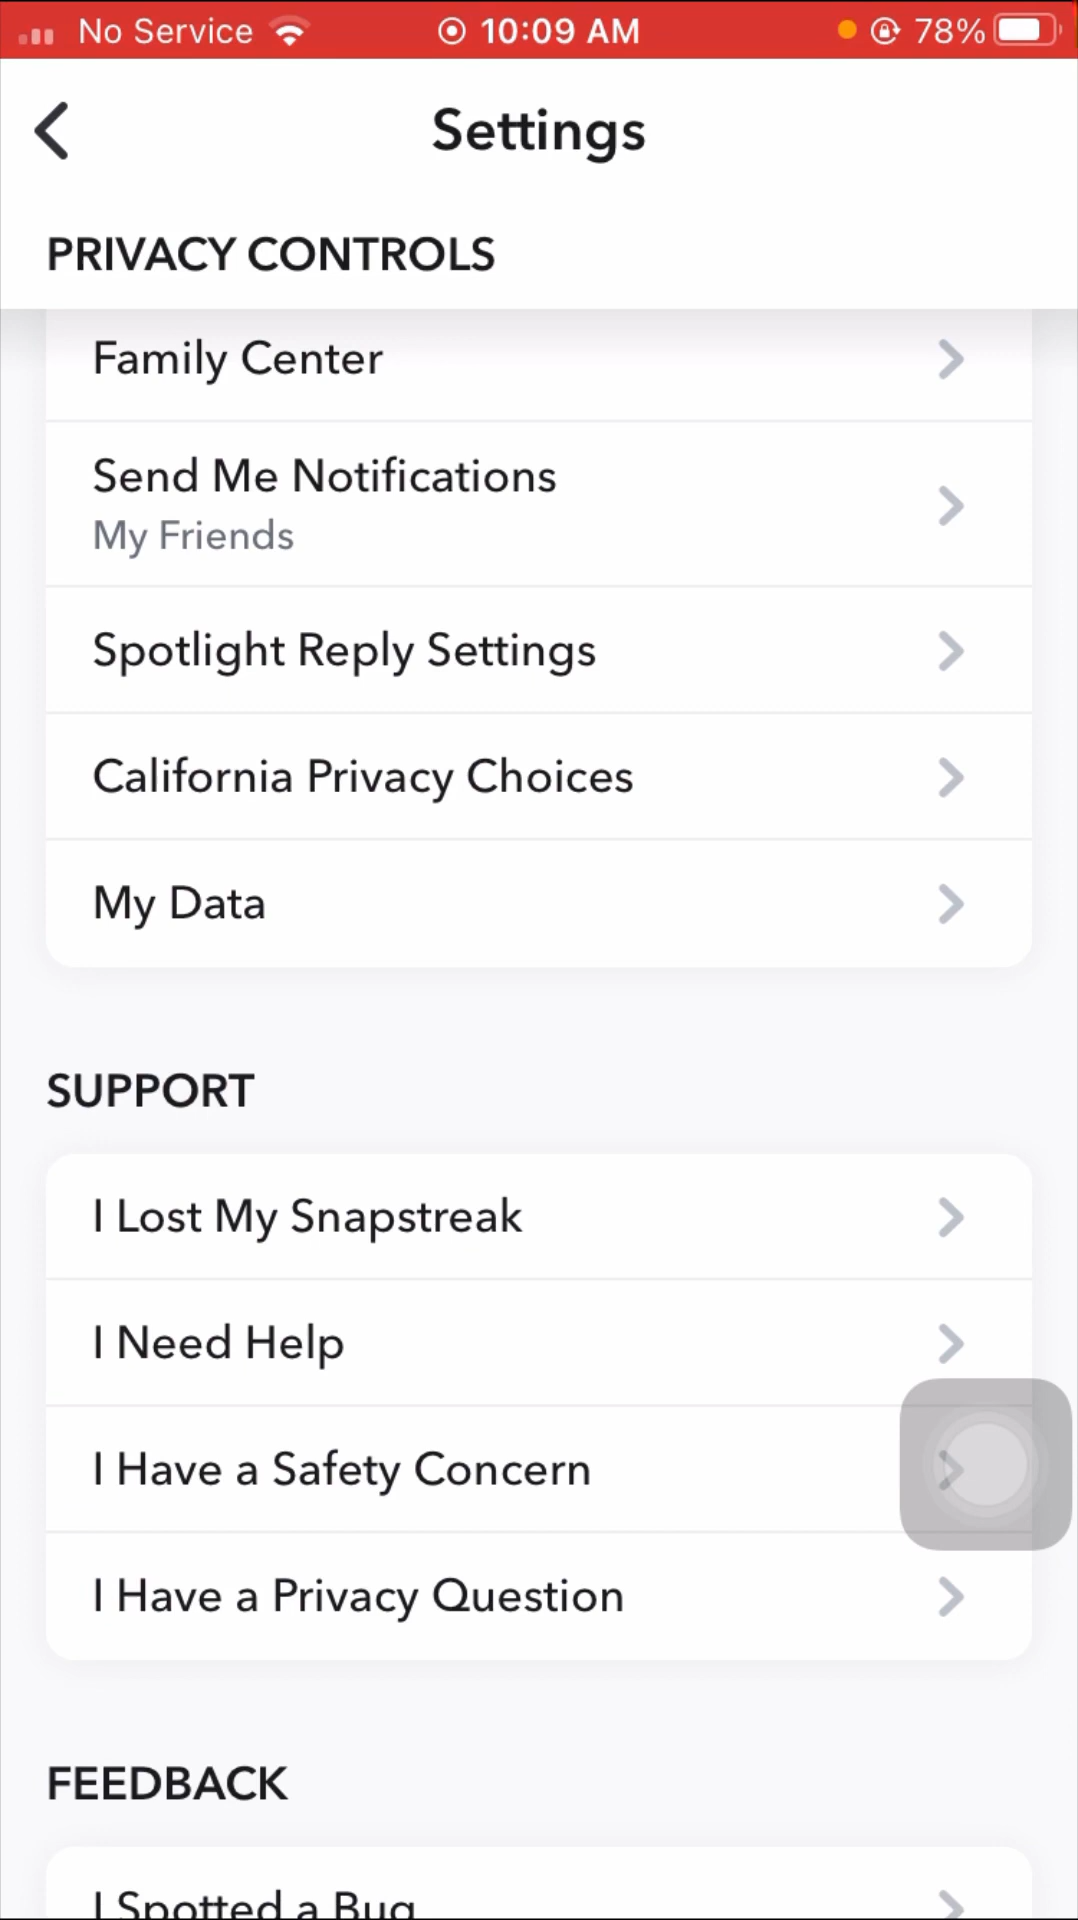 No Service 10:09 AM 78%
Settings
PRIVACY CONTROLS
Family Center
Send Me Notifications
My Friends
Spotlight Reply Settings
California Privacy Choices
My Data
SUPPORT
I Lost My Snapstreak
I Need Help
I Have a Safety Concern
I Have a Privacy Question
FEEDBACK
I Spotted a Bug